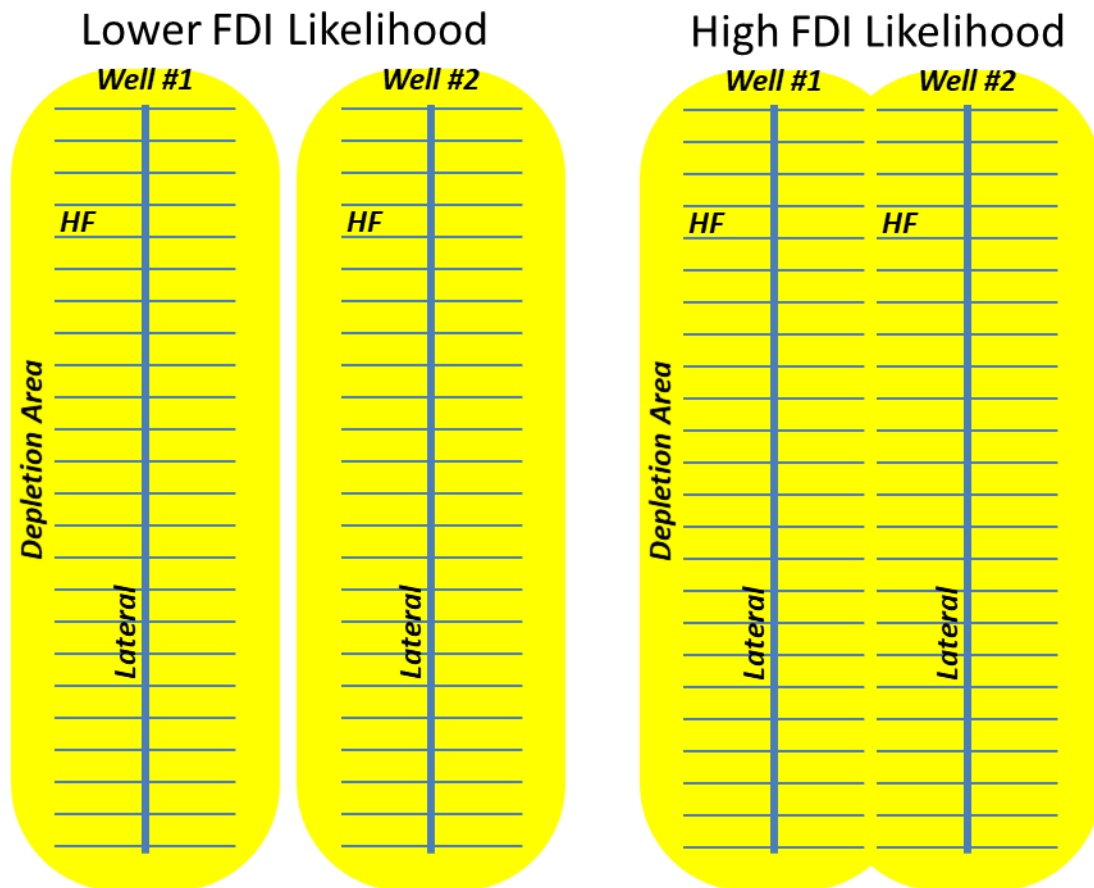 Lower FDI Likelihood
Well #1
Well #2
HF
HF
Depletion Area
Lateral
Lateral
High FDI Likelihood
Well #1
Well #2
HF
HF
Depletion Area
Lateral
Lateral